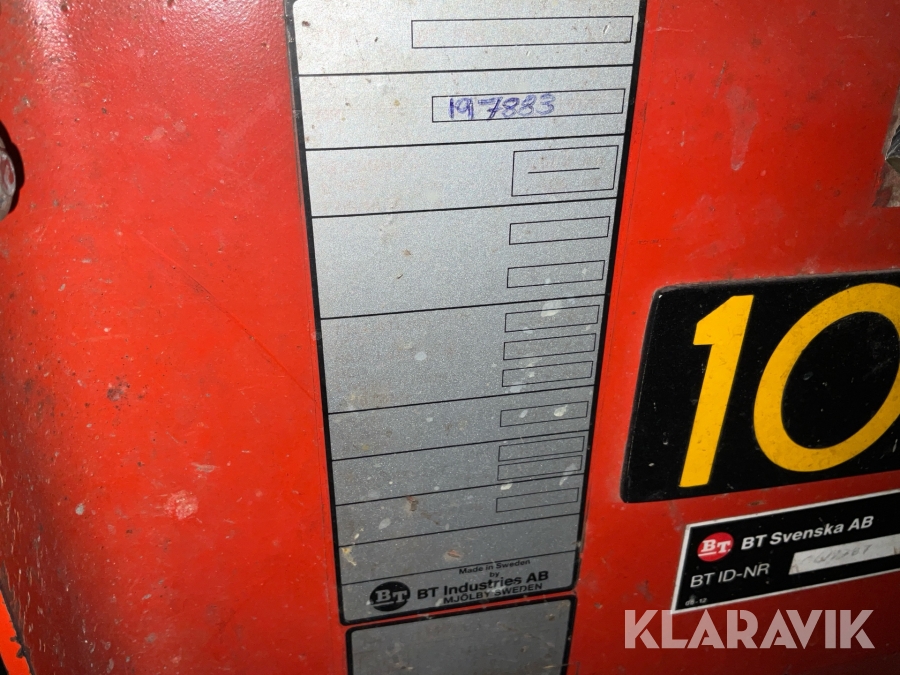 197883
10
BT Svenska AB
BT ID-NR
Made in Sweden
by
BT BT Industries AB
MJÖLBY SWEDEN
KLARAVIK